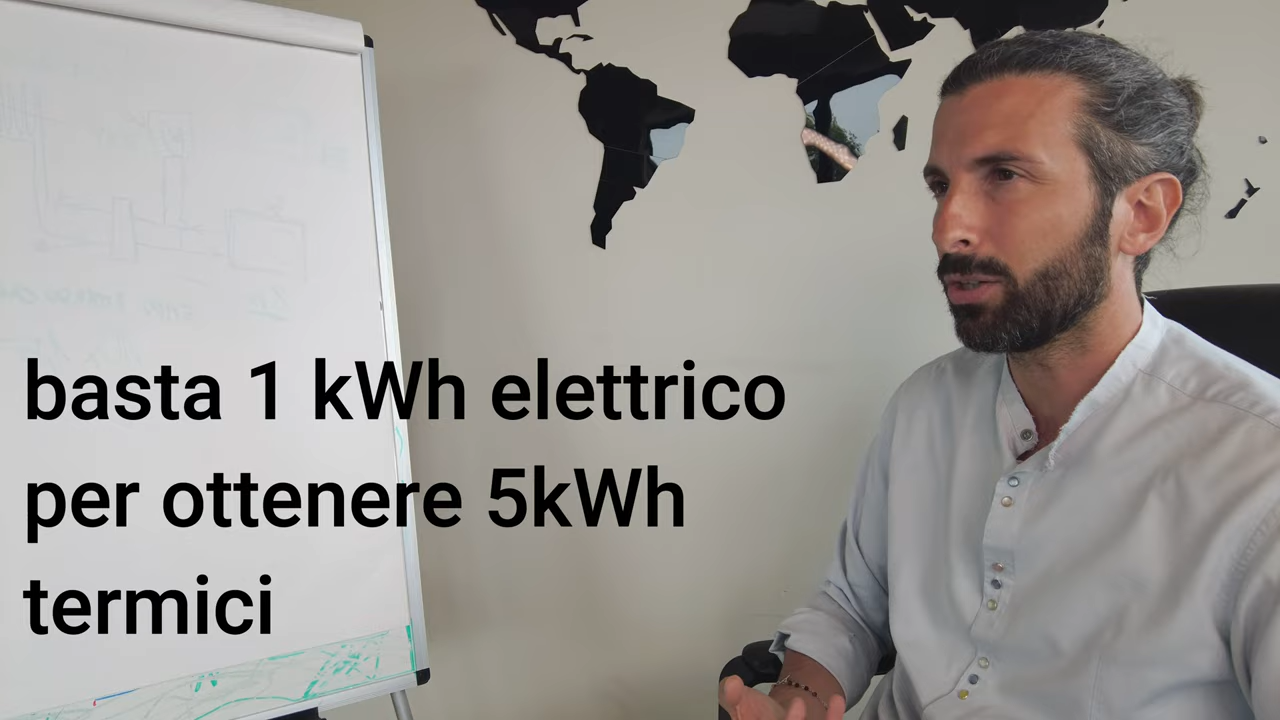 basta 1 kWh elettrico
per ottenere 5kWh
termici